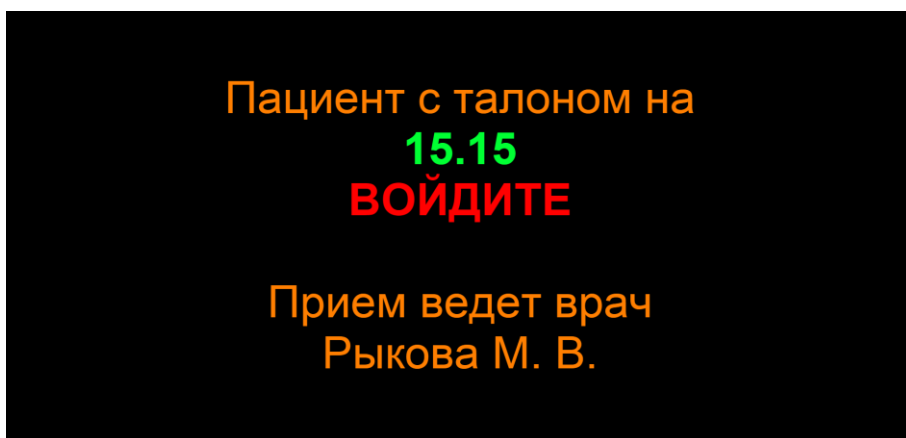 Пациент с талоном на
15.15
ВОЙДИТЕ
Прием ведет врач
Рыкова М. В.